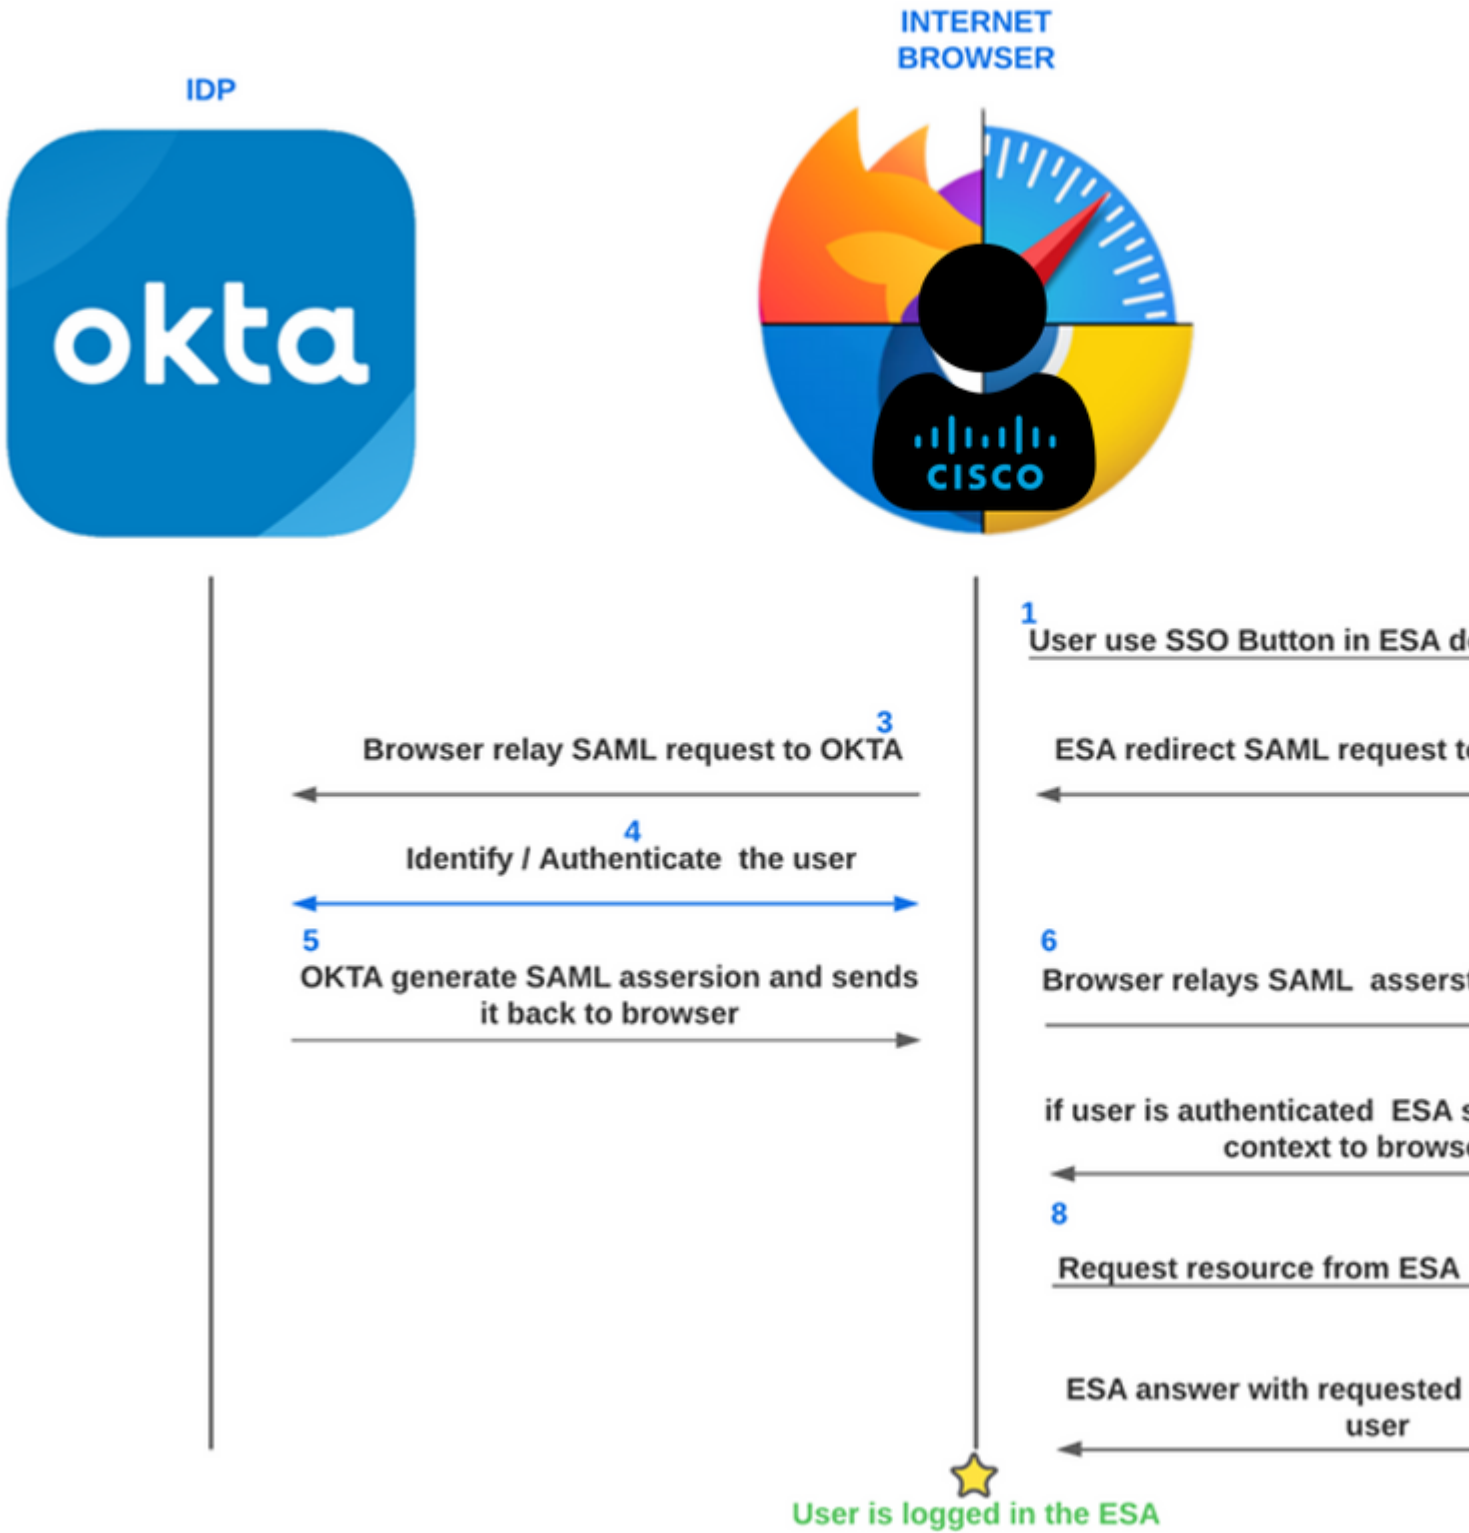 INTERNET
BROWSER
IDP
okta
CISCO
1
User use SSO Button in ESA
3
Browser relay SAML request to OKTA
ESA redirect SAML request
4
Identify / Authenticate the user
5
OKTA generate SAML assersion and sends
it back to browser
6
Browser relays SAML
if user is authenticated ESA
context to
8
Request resource from ESA
ESA answer with requested
user
User is logged in the ESA